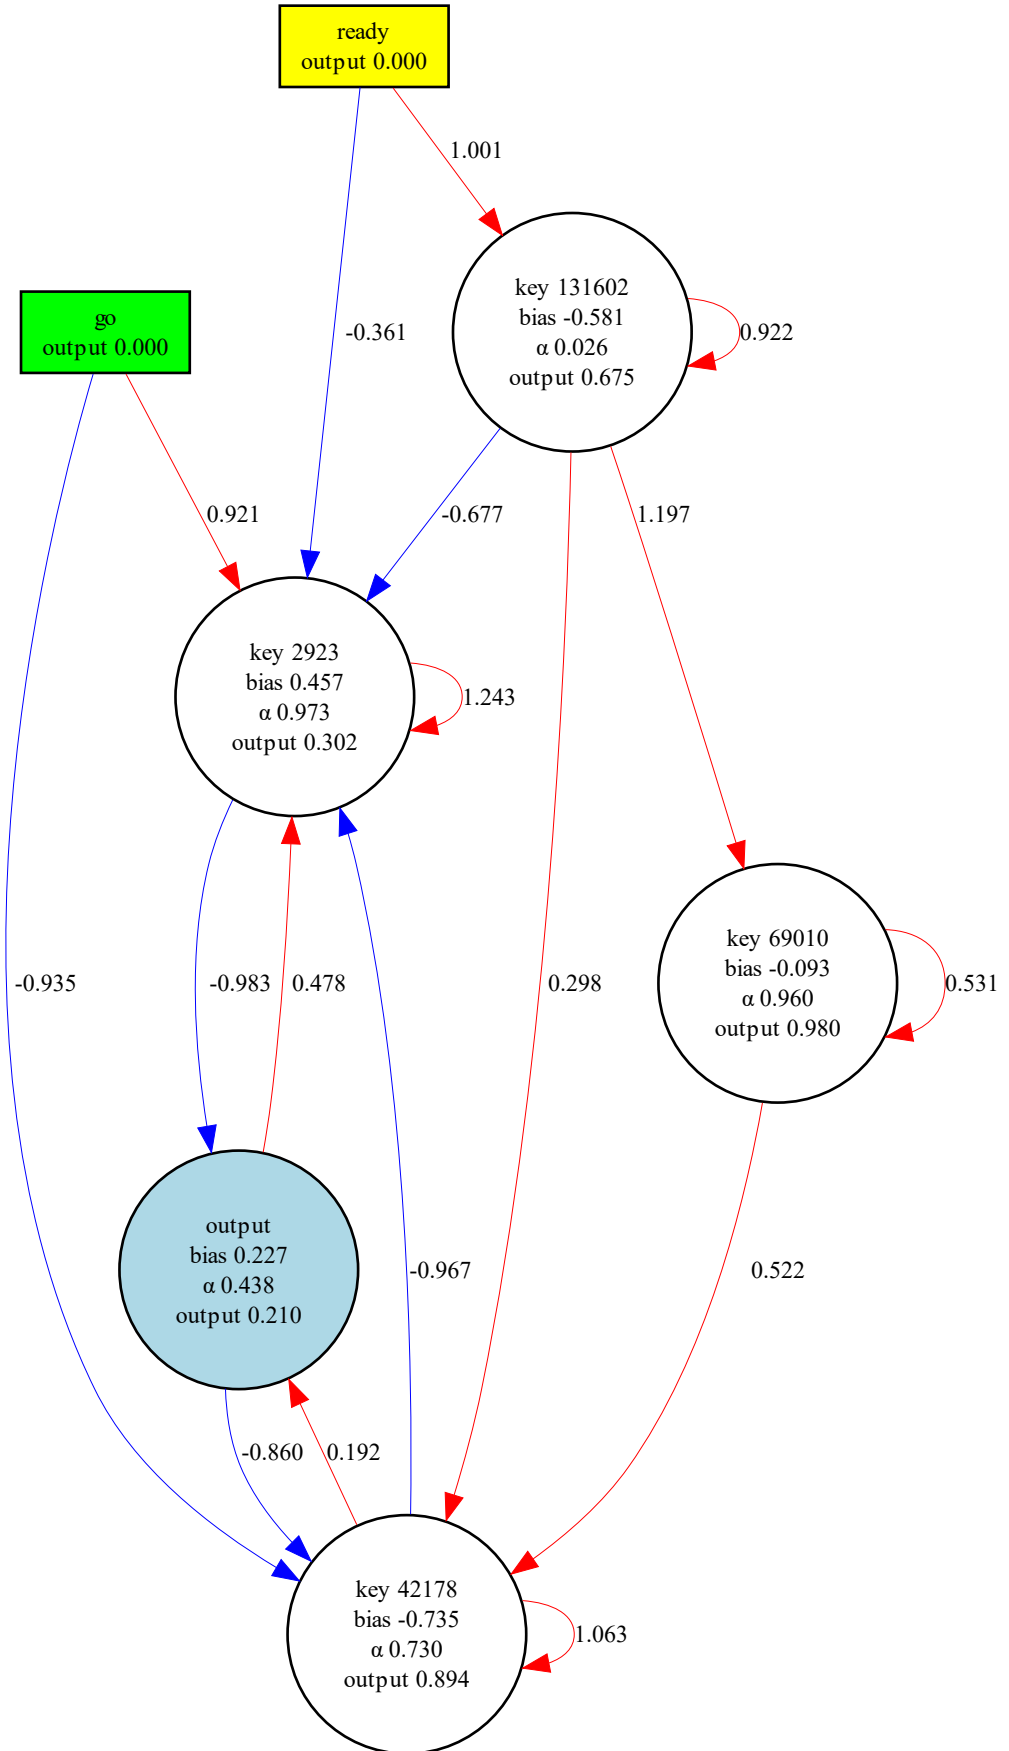 ready
output 0.000
1.001
key 131602
bias -0.581
α 0.026
output 0.675
0.922
go
output 0.000
-0.361
0.921
-0.677
1.197
key 2923
bias 0.457
α 0.973
output 0.302
1.243
key 69010
bias -0.093
α 0.960
output 0.980
0.531
-0.935
-0.983
0.478
0.298
output
bias 0.227
α 0.438
output 0.210
-0.967
0.522
-0.860
0.192
key 42178
bias -0.735
α 0.730
output 0.894
1.063